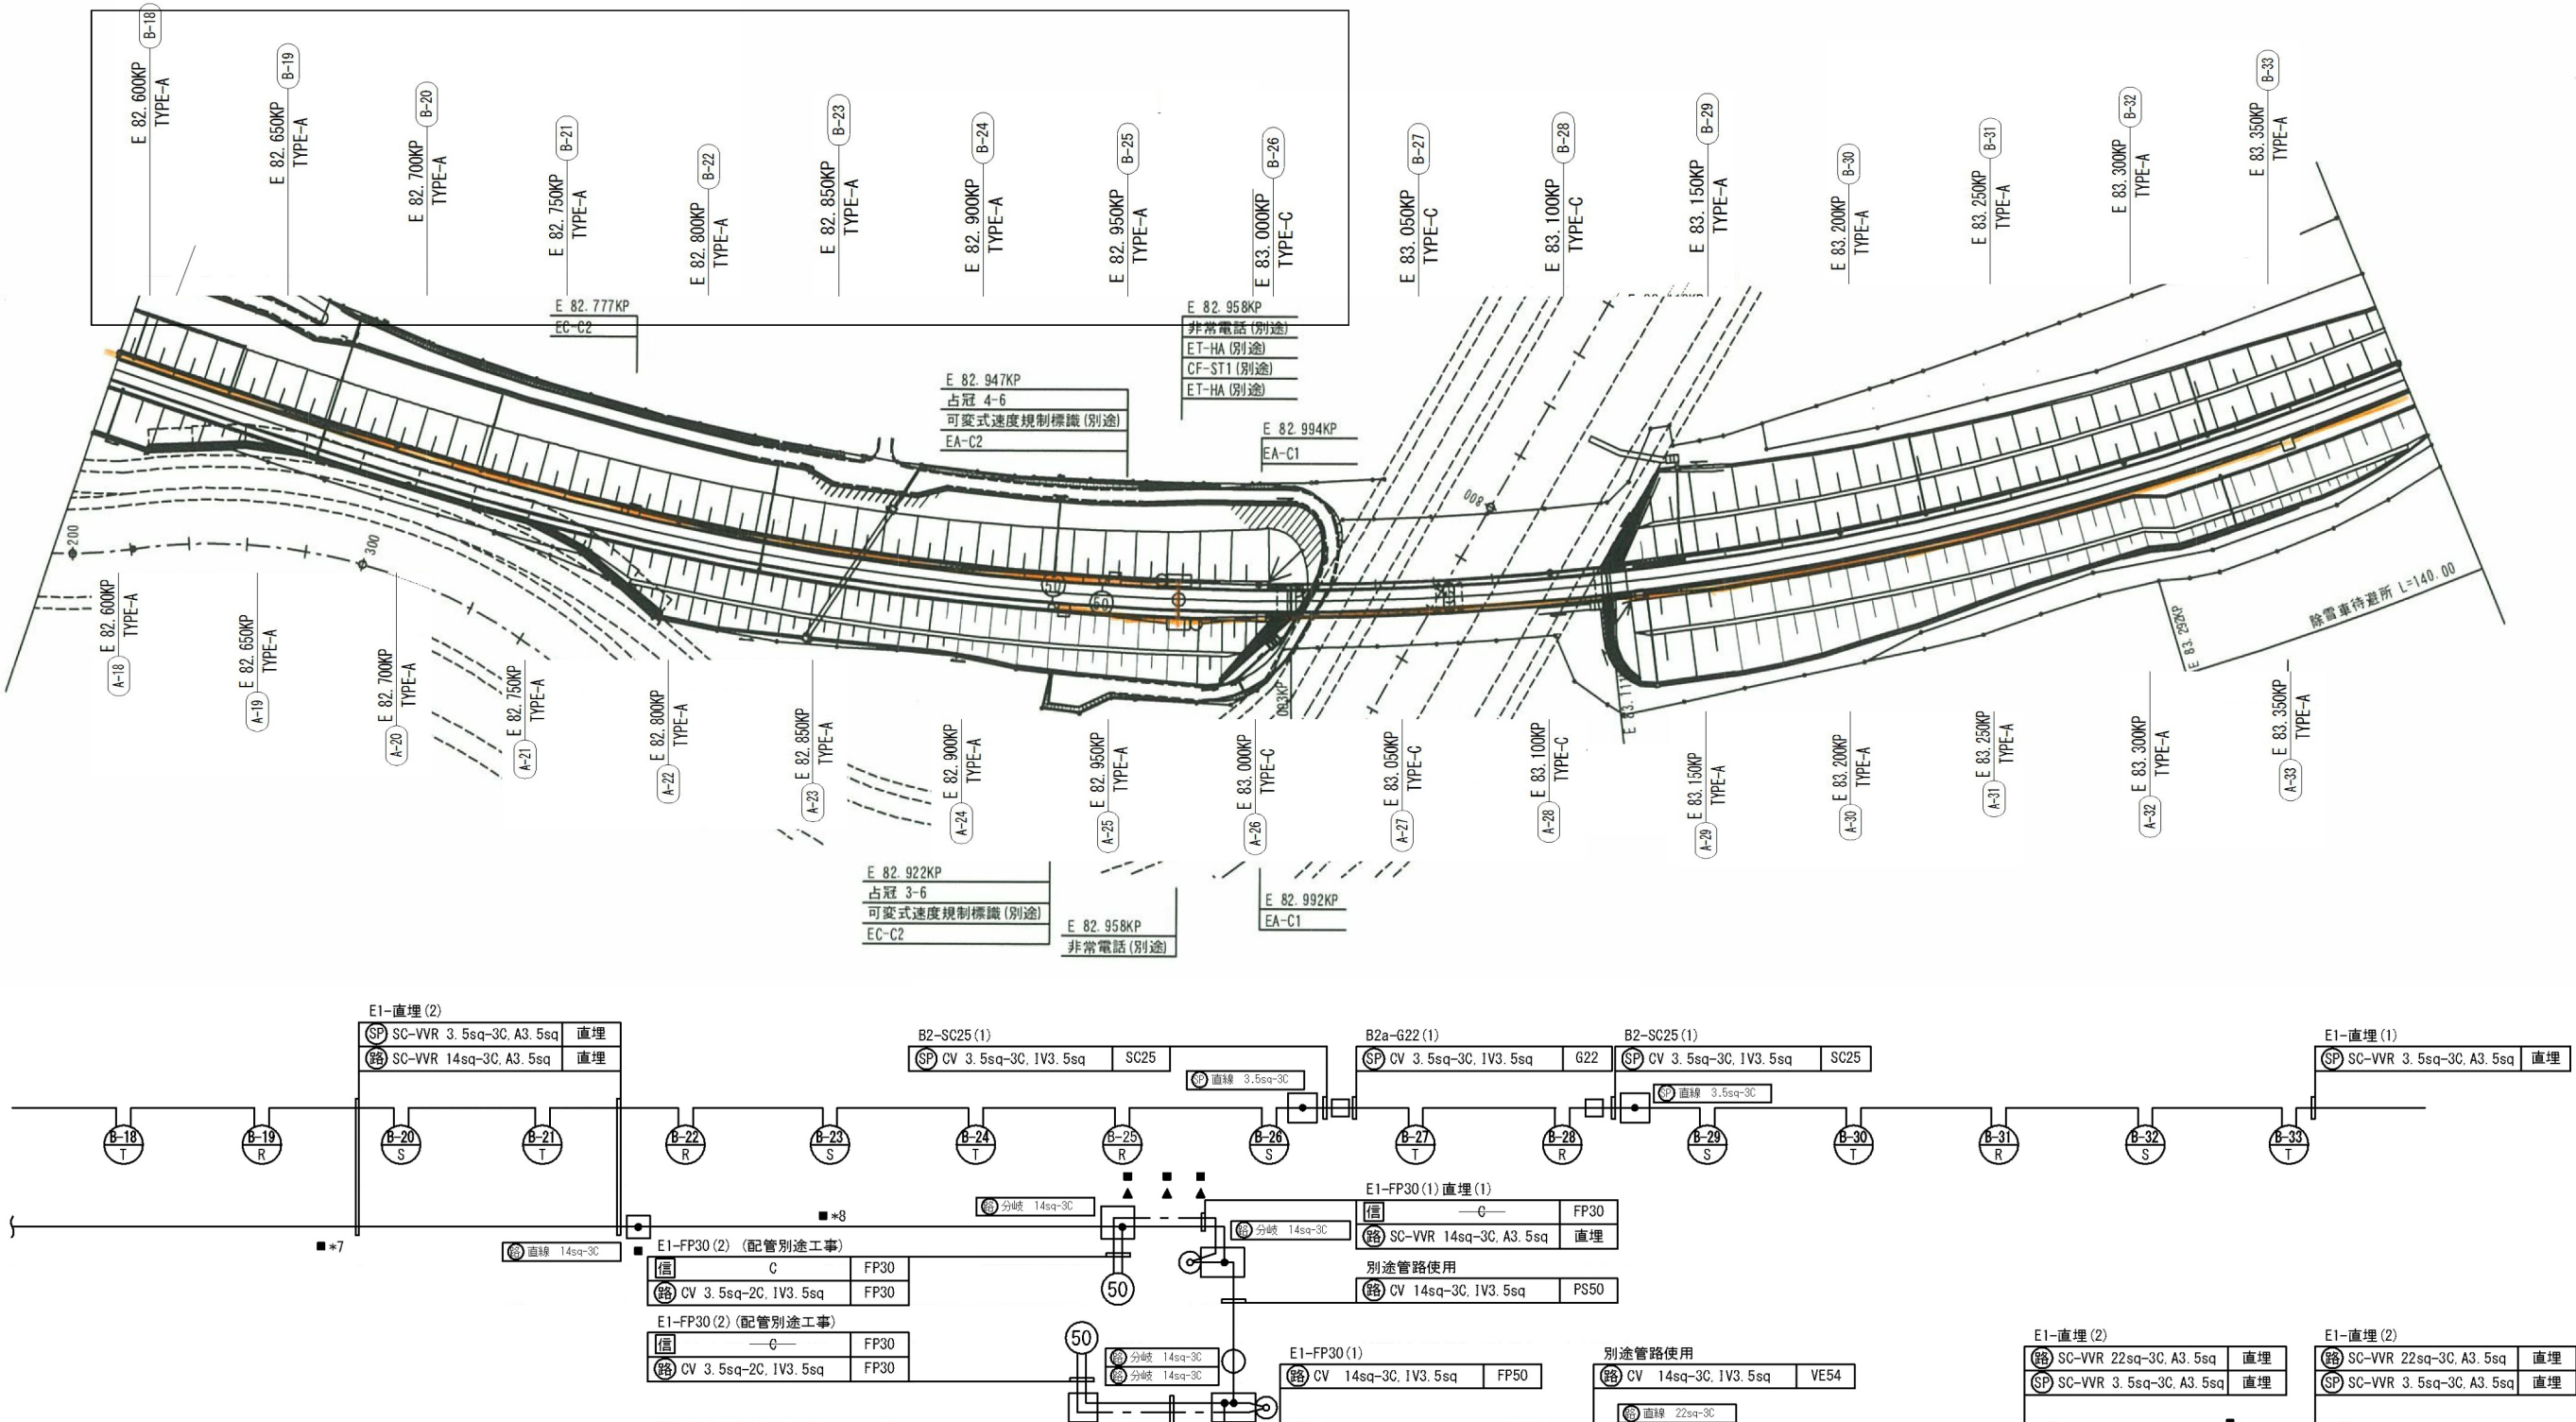 B-18
E 82.600KP
TYPE-A
B-19
E 82.650KP
TYPE-A
B-20
E 82.700KP
TYPE-A
B-21
E 82.750KP
TYPE-A
B-22
E 82.800KP
TYPE-A
B-23
E 82.850KP
TYPE-A
B-24
E 82.900KP
TYPE-A
B-25
E 82.950KP
TYPE-A
B-26
E 83.000KP
TYPE-C
B-27
E 83.050KP
TYPE-C
B-28
E 83.100KP
TYPE-C
B-29
E 83.150KP
TYPE-A
B-30
E 83.200KP
TYPE-A
B-31
E 83.250KP
TYPE-A
B-32
E 83.300KP
TYPE-A
B-33
E 83.350KP
TYPE-A
E 82.777KP
EC-C2
E 82.958KP
非常電話(別途)
ET-HA(別途)
CF-ST1(別途)
ET-HA(別途)
E 82.947KP
占冠 4-6
可変式速度規制標識(別途)
EA-C2
E 82.994KP
EA-C1
200
300
800
50
50
E 83.292KP
除雪車待避所 L=140.00
E 82.600KP
TYPE-A
A-18
E 82.650KP
TYPE-A
A-19
E 82.700KP
TYPE-A
A-20
E 82.750KP
TYPE-A
A-21
E 82.800KP
TYPE-A
A-22
E 82.850KP
TYPE-A
A-23
E 82.900KP
TYPE-A
A-24
E 82.950KP
TYPE-A
A-25
E 83.000KP
TYPE-C
A-26
E 83.050KP
TYPE-C
A-27
E 83.100KP
TYPE-C
A-28
E 83.150KP
TYPE-A
A-29
E 83.200KP
TYPE-A
A-30
E 83.250KP
TYPE-A
A-31
E 83.300KP
TYPE-A
A-32
E 83.350KP
TYPE-A
A-33
E 82.922KP
占冠 3-6
可変式速度規制標識(別途)
EC-C2
E 82.958KP
非常電話(別途)
E 82.992KP
EA-C1
E1-直埋(2)
SP SC-VVR 3.5sq-3C, A3.5sq 直埋
路 SC-VVR 14sq-3C, A3.5sq 直埋
B2-SC25(1)
SP CV 3.5sq-3C, IV3.5sq SC25
SP 直線 3.5sq-3C
B2a-G22(1)
SP CV 3.5sq-3C, IV3.5sq G22
B2-SC25(1)
SP CV 3.5sq-3C, IV3.5sq SC25
SP 直線 3.5sq-3C
E1-直埋(1)
SP SC-VVR 3.5sq-3C, A3.5sq 直埋
B-18 T
B-19 R
B-20 S
B-21 T
B-22 R
B-23 S
B-24 T
B-25 R
B-26 S
B-27 T
B-28 R
B-29 S
B-30 T
B-31 R
B-32 S
B-33 T
■*7
■*8
路 直線 14sq-3C
路 分岐 14sq-3C
路 分岐 14sq-3C
E1-FP30(1) 直埋(1)
信 C FP30
路 SC-VVR 14sq-3C, A3.5sq 直埋
別途管路使用
路 CV 14sq-3C, IV3.5sq PS50
E1-FP30(2) (配管別途工事)
信 C FP30
路 CV 3.5sq-2C, IV3.5sq FP30
50
E1-FP30(2) (配管別途工事)
信 C FP30
路 CV 3.5sq-2C, IV3.5sq FP30
50
路 分岐 14sq-3C
路 分岐 14sq-3C
E1-FP30(1)
路 CV 14sq-3C, IV3.5sq FP50
別途管路使用
路 CV 14sq-3C, IV3.5sq VE54
路 直線 22sq-3C
E1-直埋(2)
路 SC-VVR 22sq-3C, A3.5sq 直埋
SP SC-VVR 3.5sq-3C, A3.5sq 直埋
E1-直埋(2)
路 SC-VVR 22sq-3C, A3.5sq 直埋
SP SC-VVR 3.5sq-3C, A3.5sq 直埋